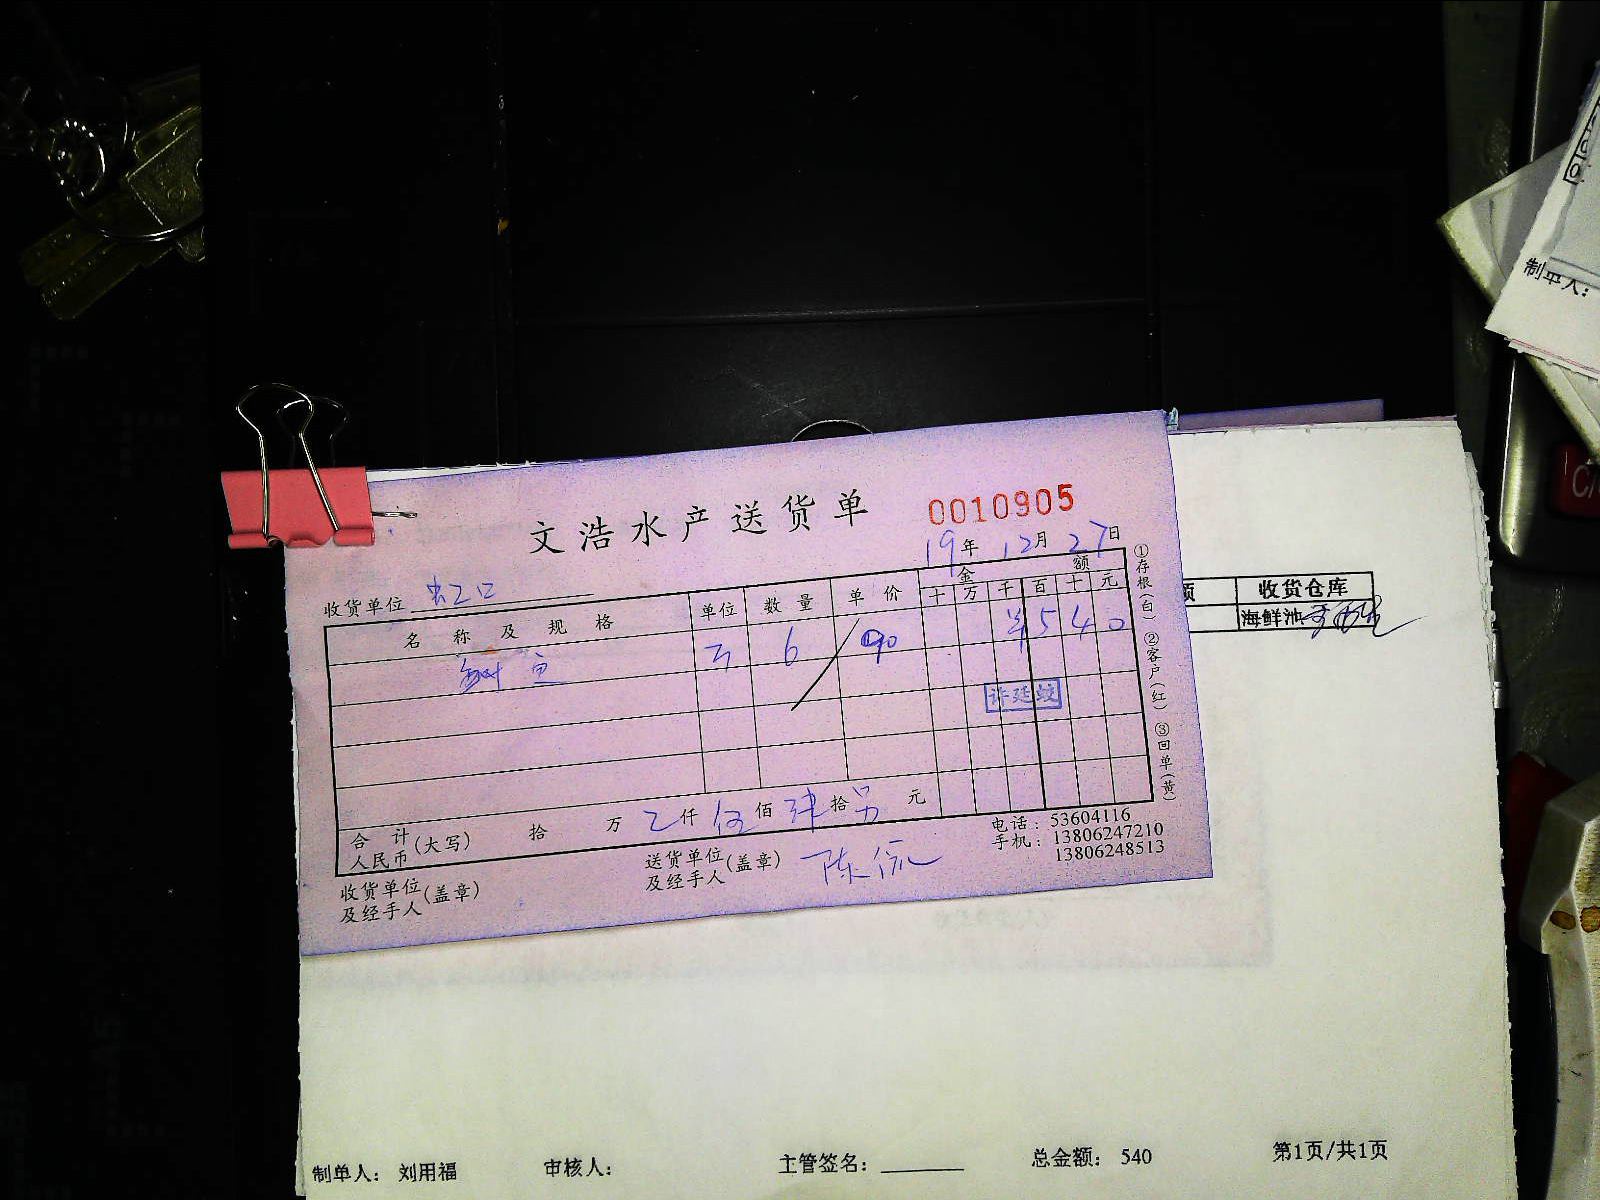 文浩水产送货单
0010905
19年12月27日
收货单位 虹口
名称及规格 单位 数量 单价 金额
十 万 千 百 十 元
鱼 6 90 ¥540
许廷蛟
合计
人民币(大写) 拾 万 仟 伍佰 肆拾 元
收货单位(盖章)
及经手人
送货单位(盖章)
及经手人
电话: 53604116
手机: 13806247210
13806248513
①存根(白) ②客户(红) ③回单(黄)
收货仓库
海鲜池
制单人: 刘用福 审核人: 主管签名: 总金额: 540 第1页/共1页
制单人: